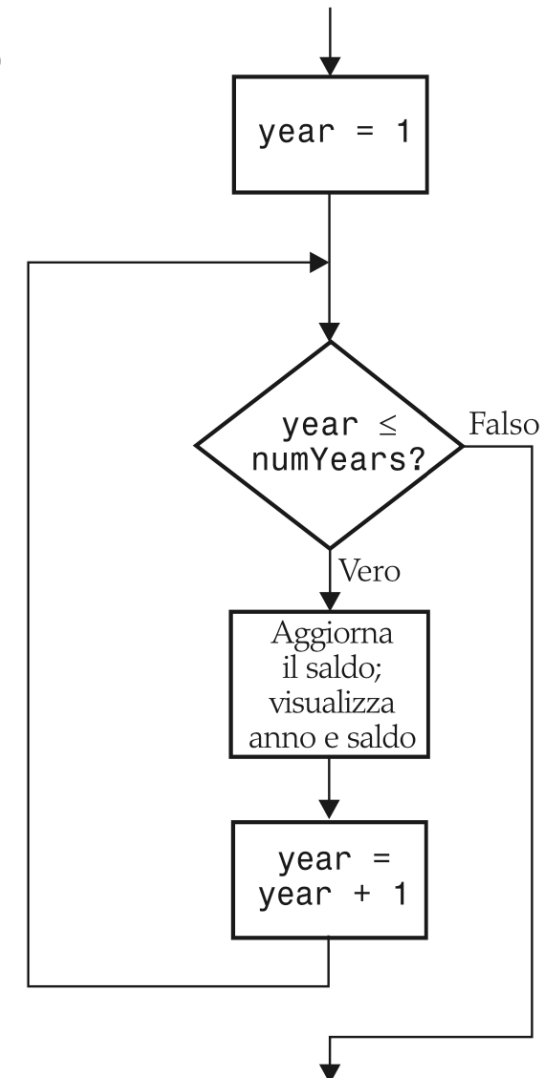 year = 1
year ≤
numYears?
Falso
Vero
Aggiorna
il saldo;
visualizza
anno e saldo
year =
year + 1